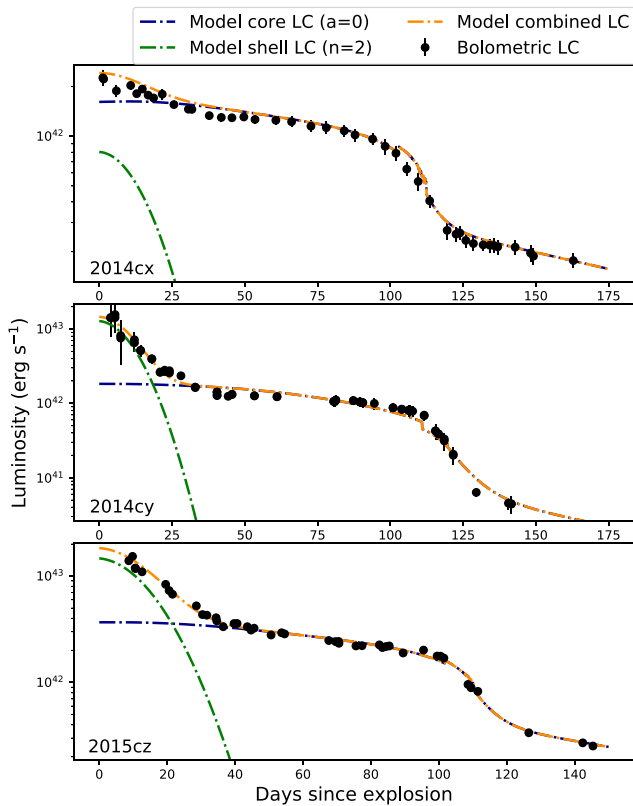 Model core LC (a=0)
Model shell LC (n=2)
Model combined LC
Bolometric LC
10^42
2014cx
0 25 50 75 100 125 150 175
10^43
10^42
10^41
2014cy
0 25 50 75 100 125 150 175
10^43
10^42
2015cz
0 20 40 60 80 100 120 140
Luminosity (erg s⁻¹)
Days since explosion